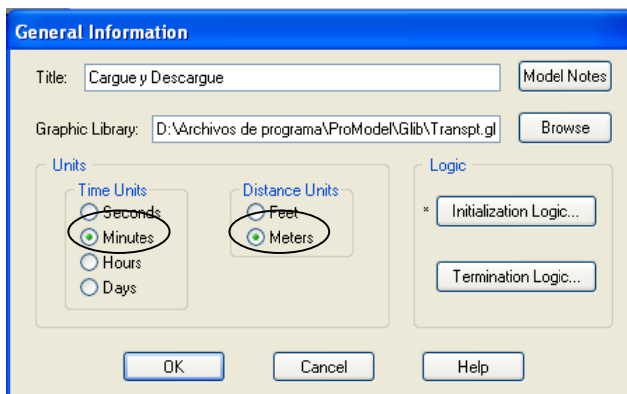 General Information
Title: Cargue y Descargue Model Notes
Graphic Library: D:\Archivos de programa\ProModel\Glib\Transpt.gl Browse
Units Logic
Time Units Distance Units
Seconds Feet * Initialization Logic...
Minutes Meters
Hours Termination Logic...
Days
OK Cancel Help